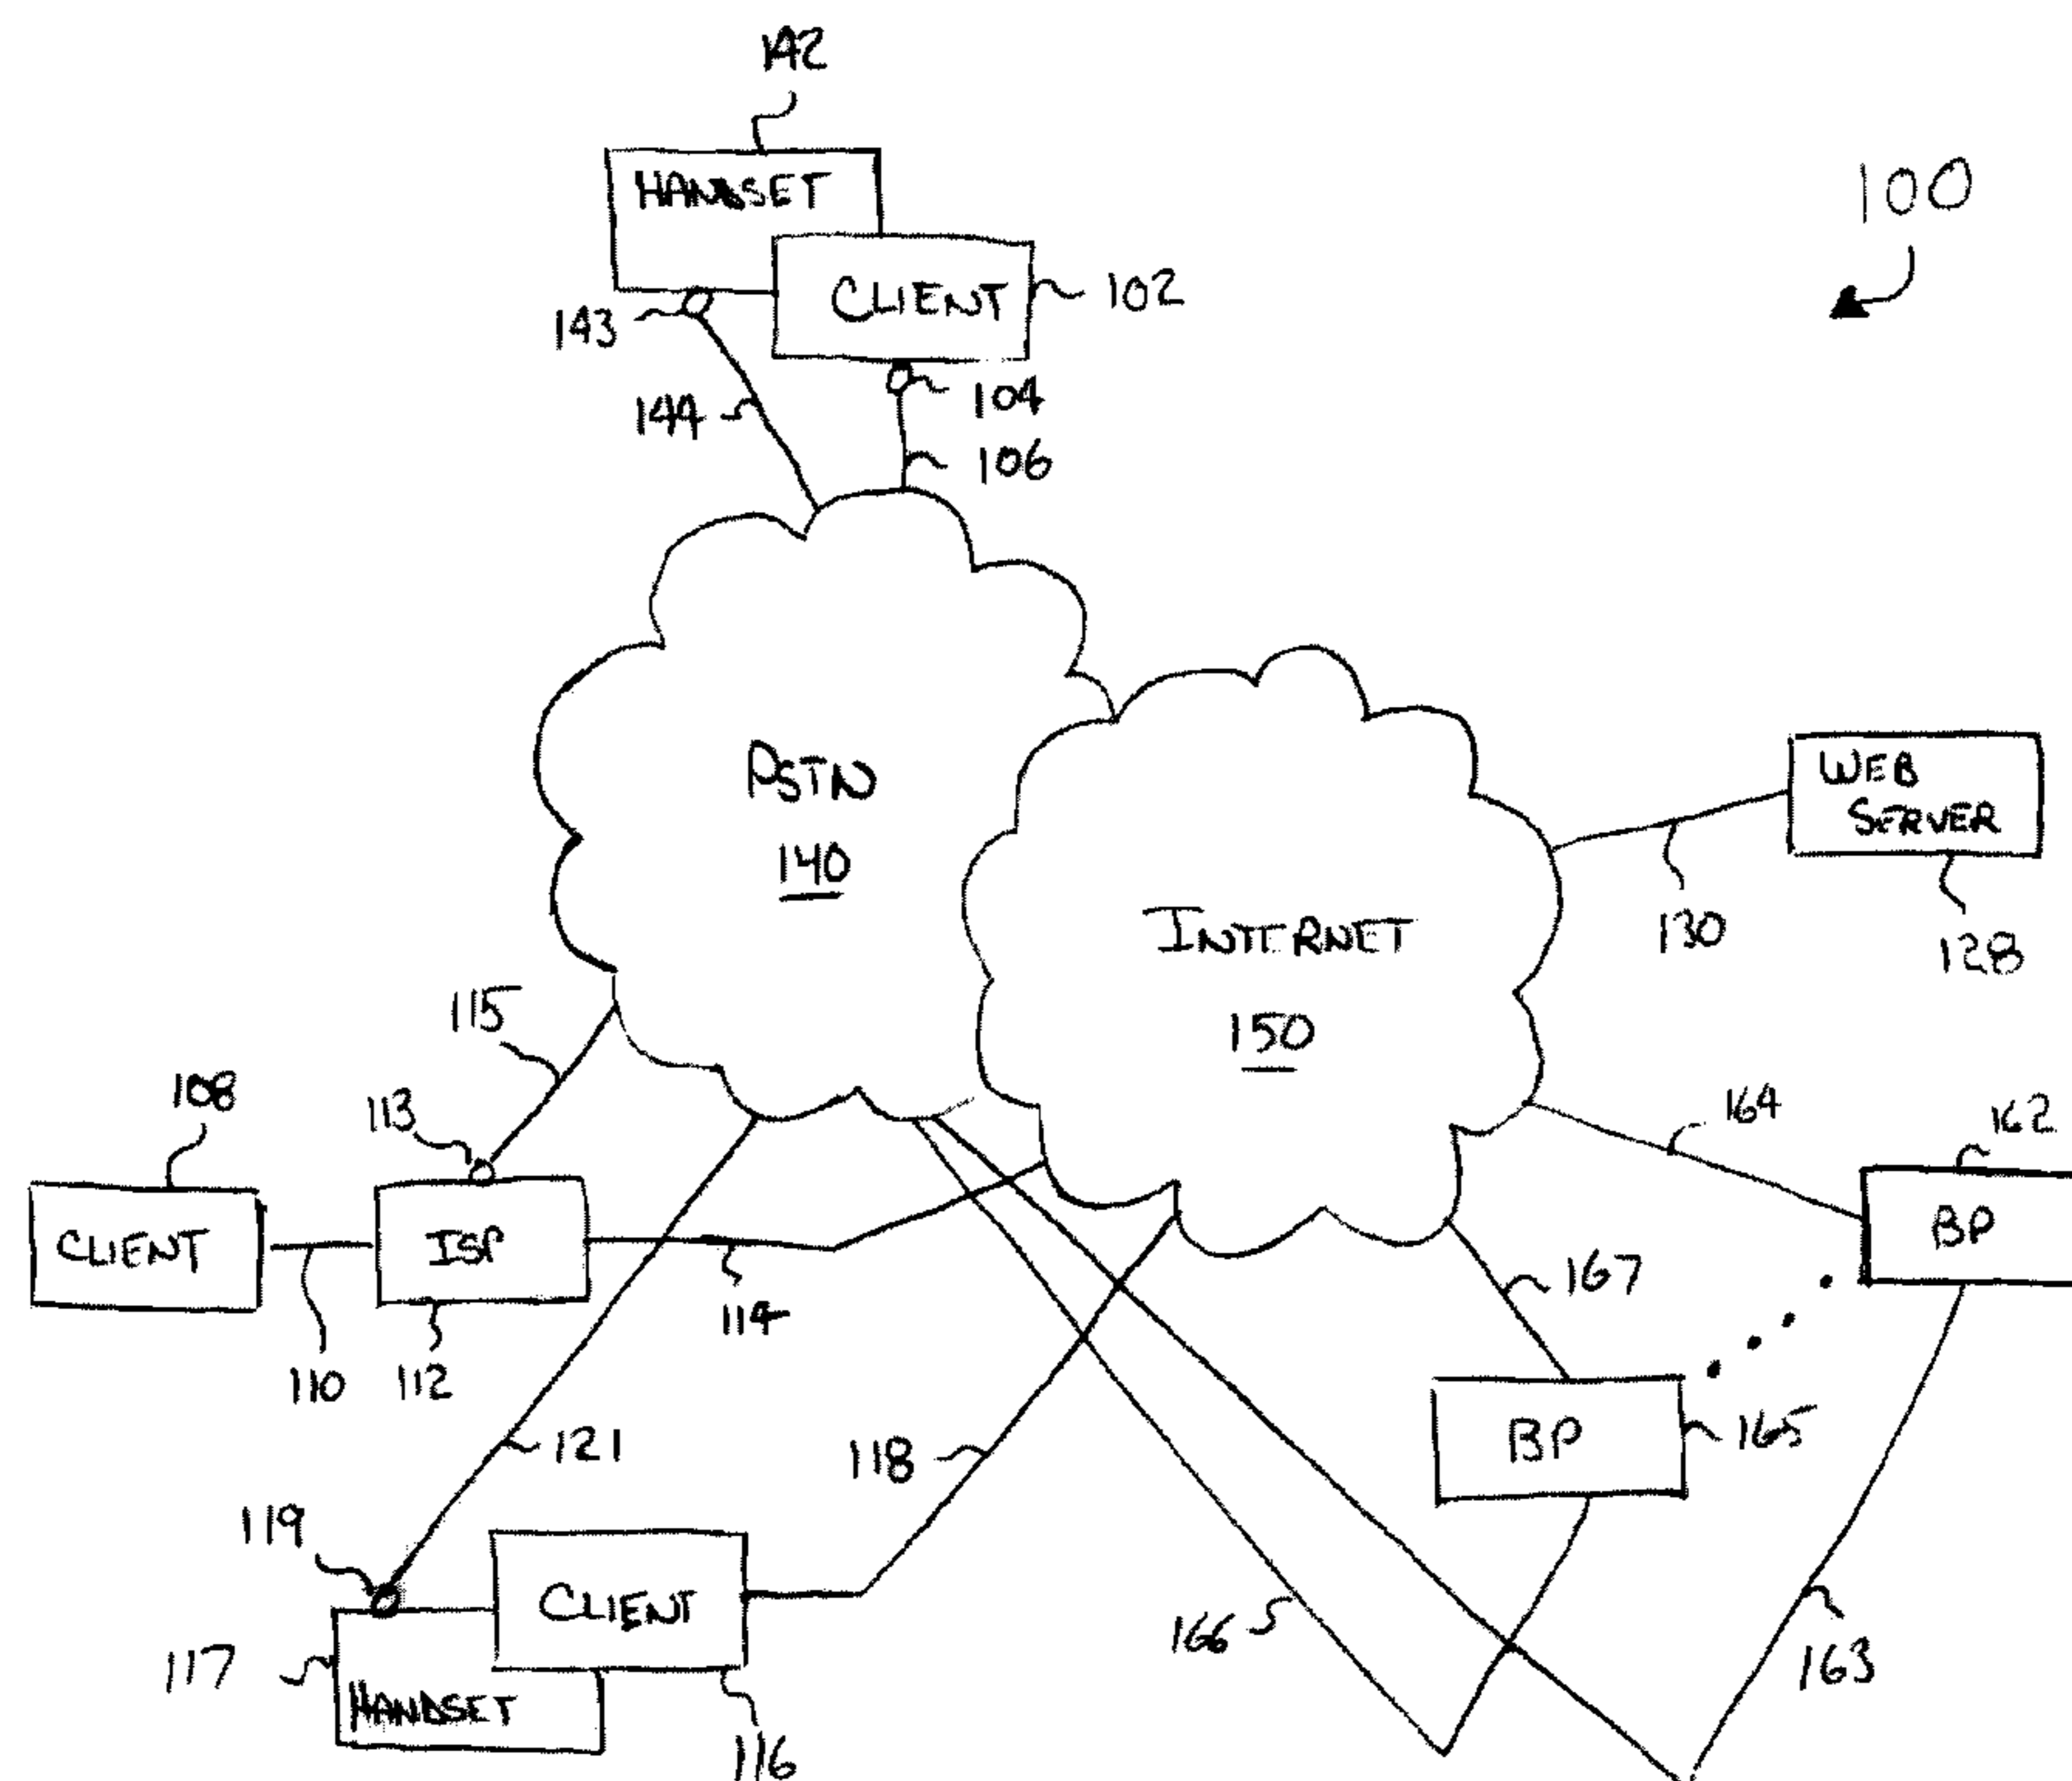 142
HANDSET
100
CLIENT
102
143
104
144
106
PSTN
140
WEB
SERVER
INTERNET
130
128
115
150
108
113
164
162
CLIENT
ISP
BP
167
114
110
112
BP
165
121
118
119
CLIENT
166
163
117
HANDSET
116